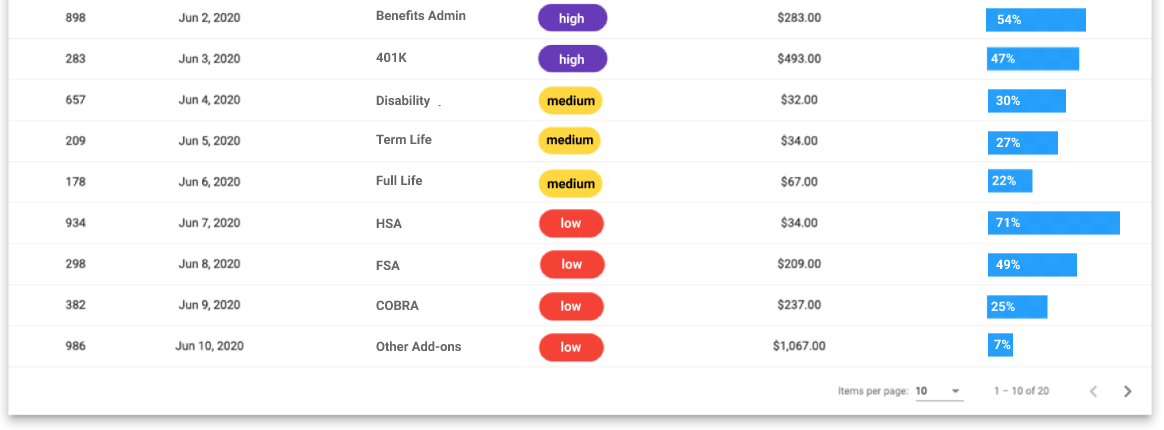 898 Jun 2, 2020 Benefits Admin high $283.00 54%
283 Jun 3, 2020 401K high $493.00 47%
657 Jun 4, 2020 Disability . medium $32.00 30%
209 Jun 5, 2020 Term Life medium $34.00 27%
178 Jun 6, 2020 Full Life medium $67.00 22%
934 Jun 7, 2020 HSA low $34.00 71%
298 Jun 8, 2020 FSA low $209.00 49%
382 Jun 9, 2020 COBRA low $237.00 25%
986 Jun 10, 2020 Other Add-ons low $1,067.00 7%
Items per page: 10 1 – 10 of 20